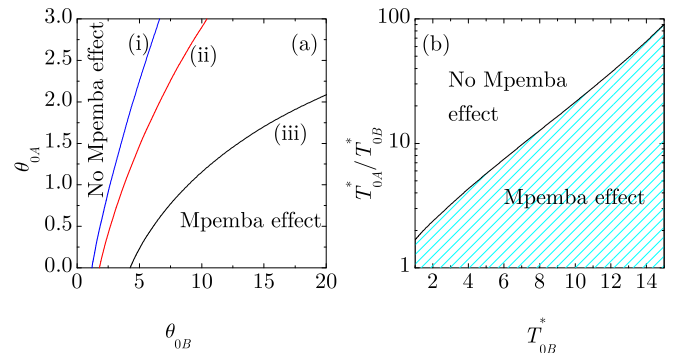 3.0
2.5
2.0
1.5
1.0
0.5
0.0
θ0A
No Mpemba effect
(i)
(ii)
(a)
(iii)
Mpemba effect
0
5
10
15
20
θ0B
100
10
1
T*0A/T*0B
(b)
No Mpemba
effect
Mpemba effect
2
4
6
8
10
12
14
T*0B